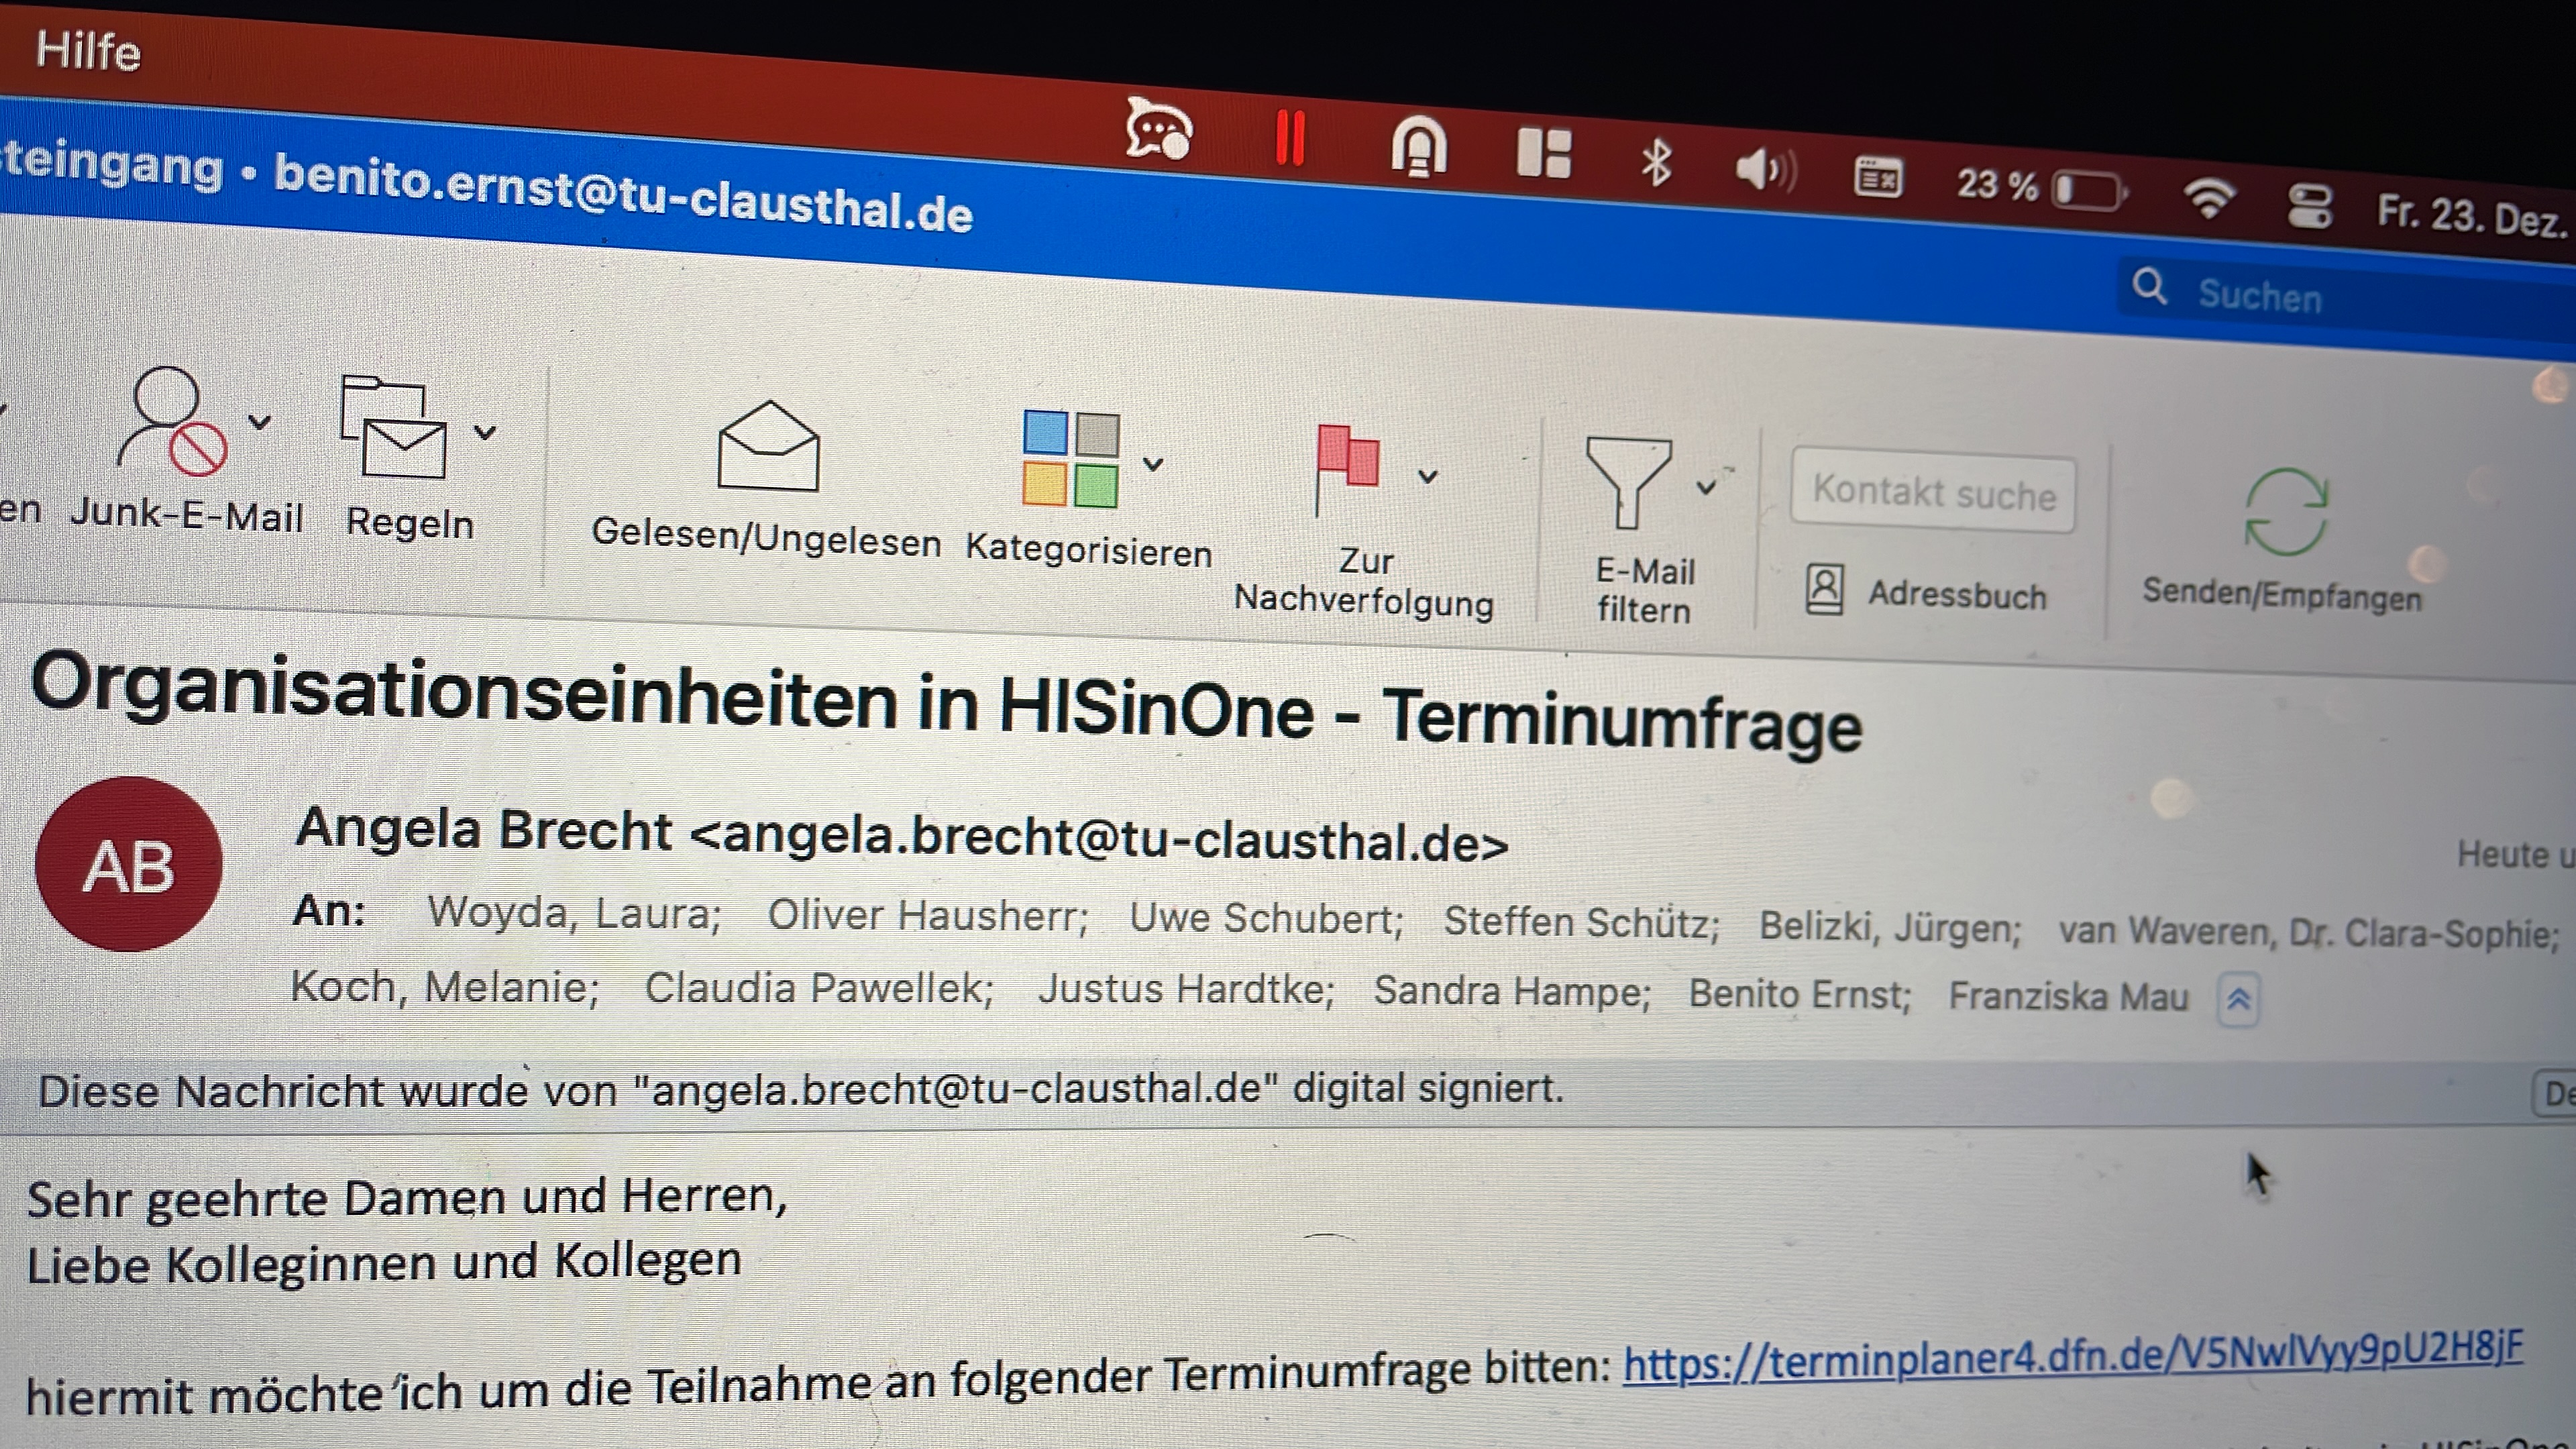 Hilfe
23 %
Fr. 23. Dez.
benito.ernst@tu-clausthal.de
Suchen
Junk-E-Mail
Regeln
Gelesen/Ungelesen
Kategorisieren
Zur
Nachverfolgung
E-Mail
filtern
Kontakt suche
Adressbuch
Senden/Empfangen
Organisationseinheiten in HISinOne - Terminumfrage
AB
Angela Brecht <angela.brecht@tu-clausthal.de>
Heute
An: Woyda, Laura; Oliver Hausherr; Uwe Schubert; Steffen Schütz; Belizki, Jürgen; van Waveren, Dr. Clara-Sophie;
Koch, Melanie; Claudia Pawellek; Justus Hardtke; Sandra Hampe; Benito Ernst; Franziska Mau
Diese Nachricht wurde von "angela.brecht@tu-clausthal.de" digital signiert.
Sehr geehrte Damen und Herren,
Liebe Kolleginnen und Kollegen
hiermit möchte ich um die Teilnahme an folgender Terminumfrage bitten: https://terminplaner4.dfn.de/V5NwlVyy9pU2H8jF